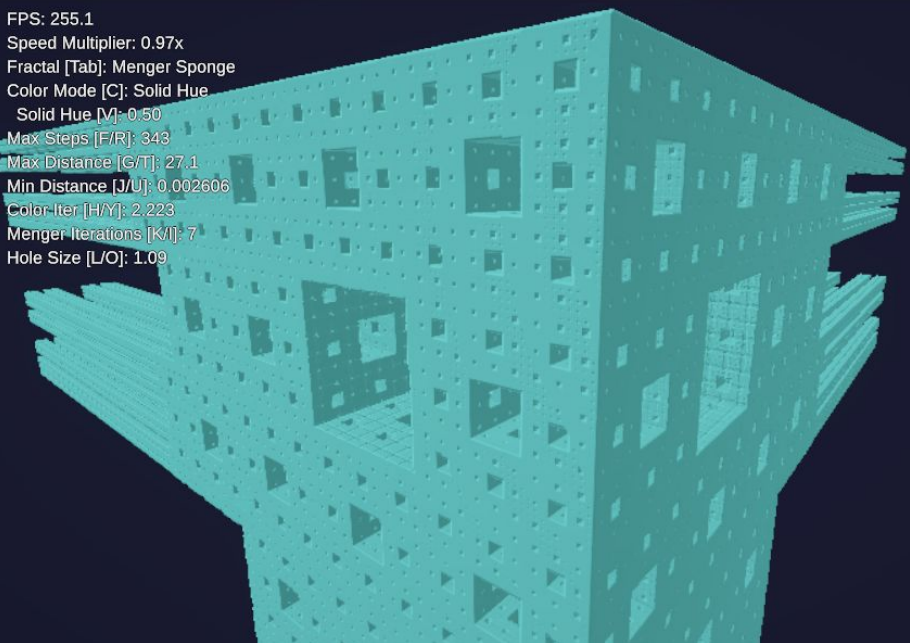 FPS: 255.1
Speed Multiplier: 0.97x
Fractal [Tab]: Menger Sponge
Color Mode [C]: Solid Hue
Solid Hue [V]: 0.50
Max Steps [F/R]: 343
Max Distance [G/T]: 27.1
Min Distance [J/U]: 0.002606
Color Iter [H/Y]: 2.223
Menger Iterations [K/I]: 7
Hole Size [L/O]: 1.09